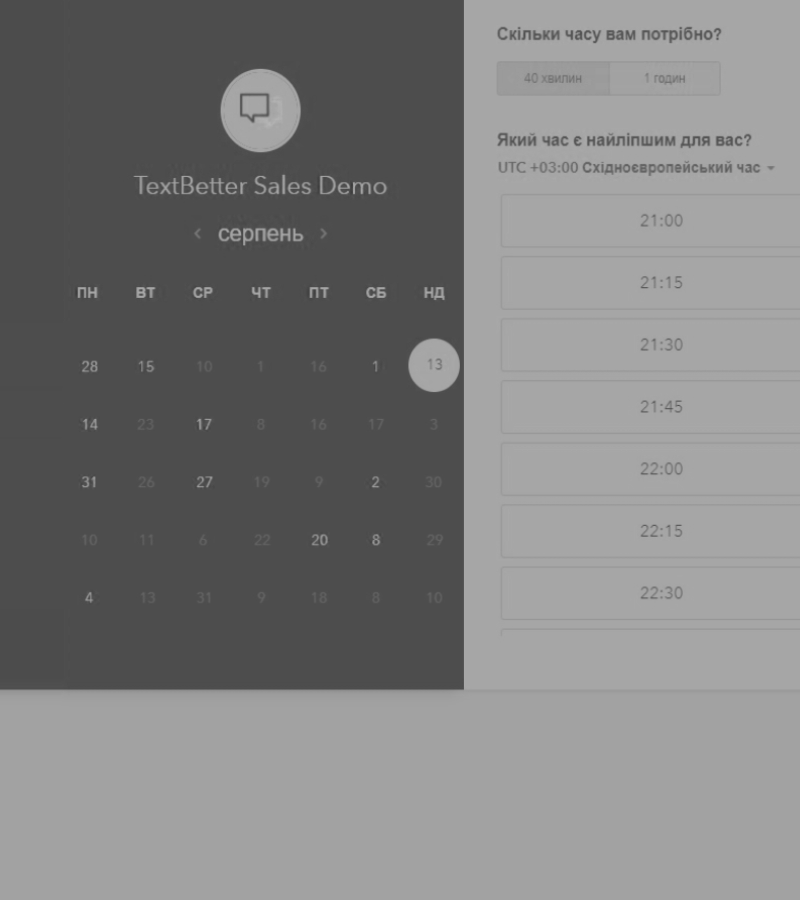 TextBetter Sales Demo
серпень
ПН ВТ СР ЧТ ПТ СБ НД
28 15 10 1 16 1 13
14 23 17 8 16 17 3
31 26 27 19 9 2 30
10 11 6 22 20 8 29
4 13 31 9 18 8 10
Скільки часу вам потрібно?
40 хвилин 1 годин
Який час є найліпшим для вас?
UTC +03:00 Східноєвропейський час
21:00
21:15
21:30
21:45
22:00
22:15
22:30